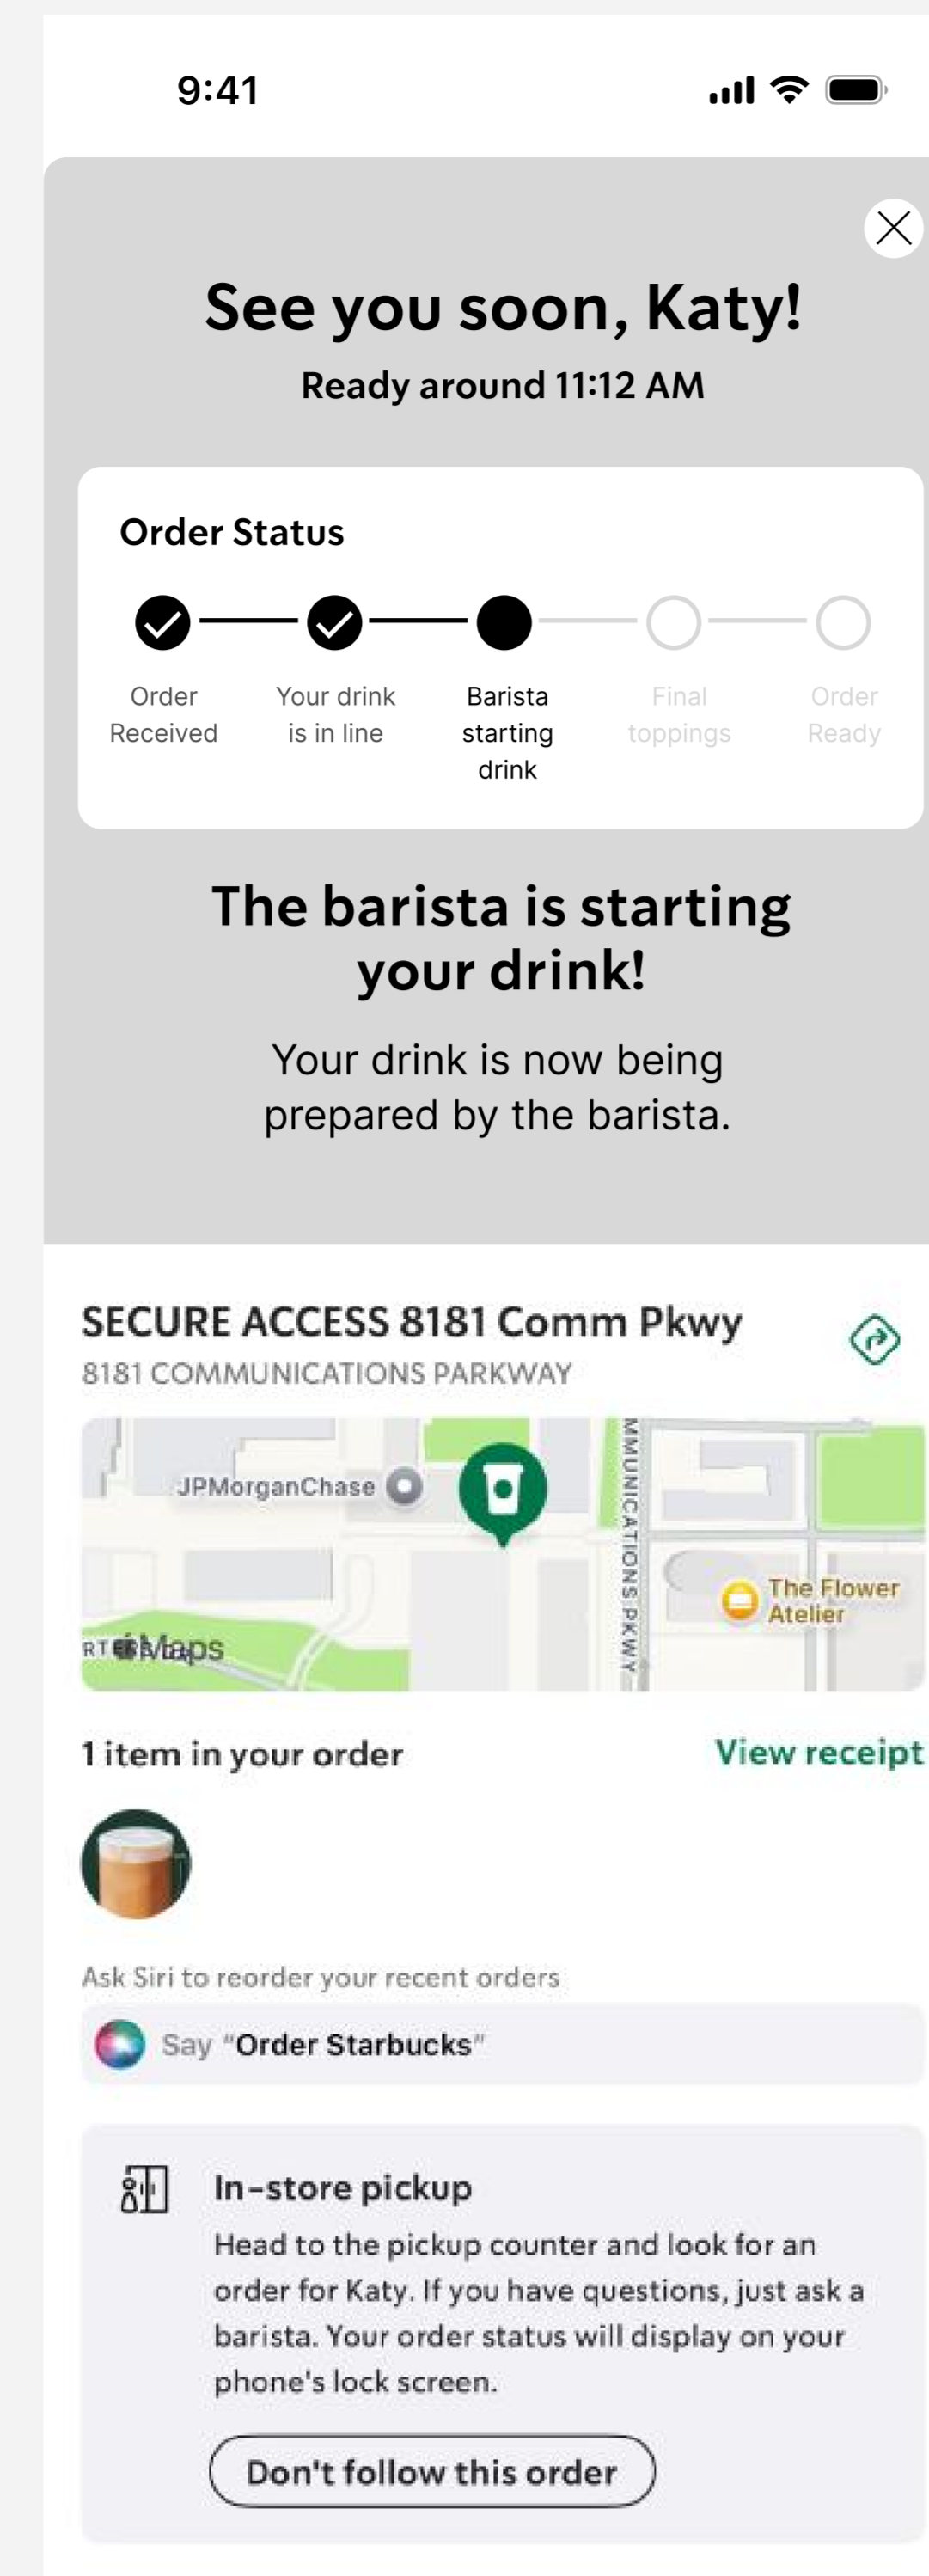 9:41
See you soon, Katy!
Ready around 11:12 AM
Order Status
Order
Received
Your drink
is in line
Barista
starting
drink
Final
toppings
Order
Ready
The barista is starting
your drink!
Your drink is now being
prepared by the barista.
SECURE ACCESS 8181 Comm Pkwy
8181 COMMUNICATIONS PARKWAY
JPMorganChase
MMUNICATIONS PKWY
The Flower
Atelier
Maps
1 item in your order
View receipt
Ask Siri to reorder your recent orders
Say "Order Starbucks"
In-store pickup
Head to the pickup counter and look for an
order for Katy. If you have questions, just ask a
barista. Your order status will display on your
phone's lock screen.
Don't follow this order